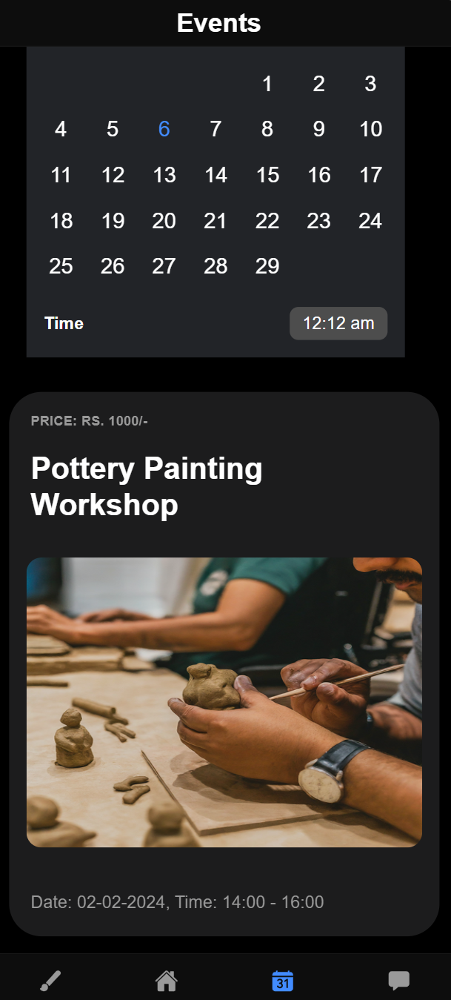 Events
1 2 3
4 5 6 7 8 9 10
11 12 13 14 15 16 17
18 19 20 21 22 23 24
25 26 27 28 29
Time 12:12 am
PRICE: RS. 1000/-
Pottery Painting
Workshop
Date: 02-02-2024, Time: 14:00 - 16:00
31